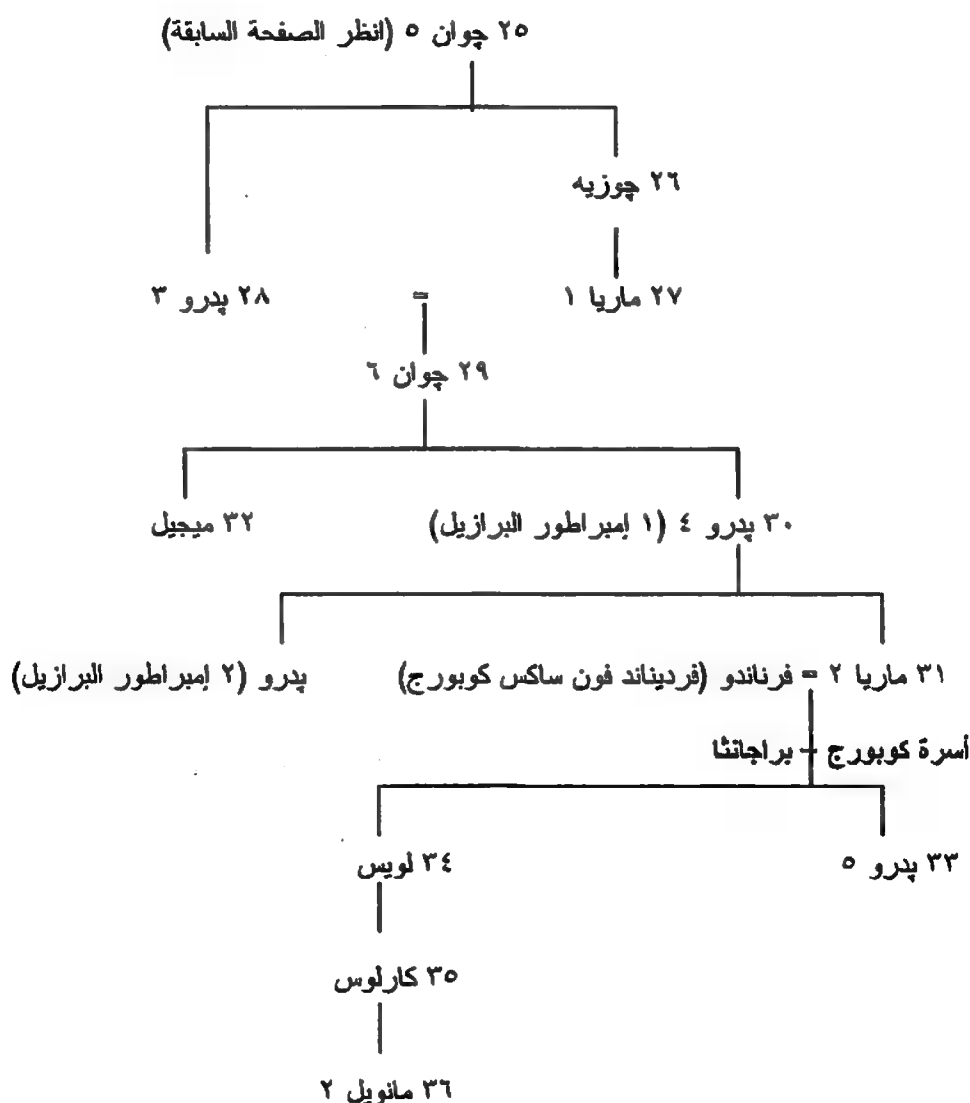 ٢٥ چوان ٥ (انظر الصفحة السابقة)
٢٦ چوزيه
٢٧ ماريا ١ = ٢٨ پدرو ٣
٢٩ چوان ٦
٣٠ پدرو ٤ (١ إمبراطور البرازيل)
٣٢ ميجيل
٣١ ماريا ٢ = فرناندو (فرديناند فون ساكس كوبورج)
پدرو (٢ إمبراطور البرازيل)
أسرة كوبورج - براجانثا
٣٣ پدرو ٥
٣٤ لويس
٣٥ كارلوس
٣٦ مانويل ٢